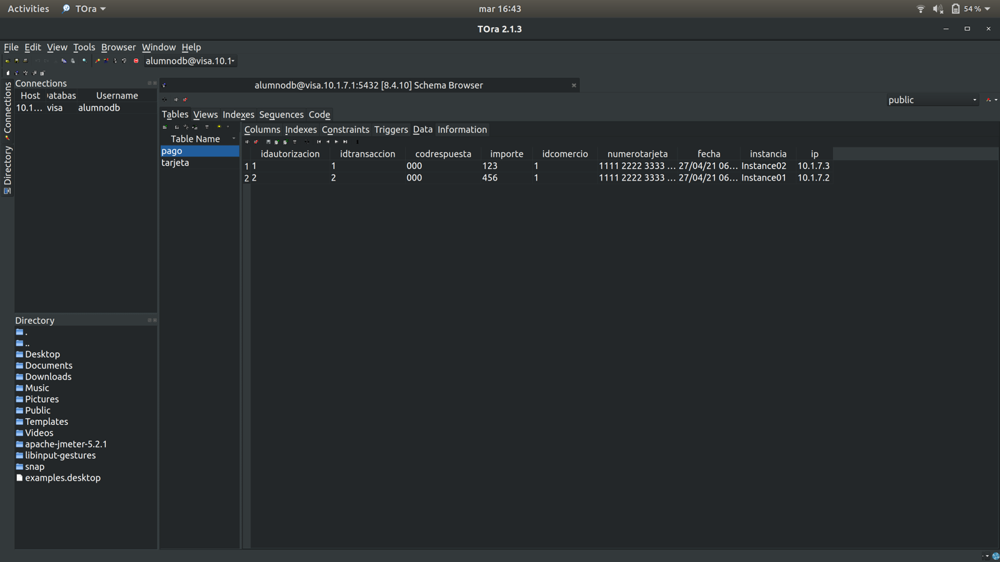 Activities TOra mar 16:43 54 %
TOra 2.1.3
File Edit View Tools Browser Window Help
alumnodb@visa.10.1
Connections
Host atabas Username
10.1... visa alumnodb
Connections
Directory
alumnodb@visa.10.1.7.1:5432 [8.4.10] Schema Browser
public
Tables Views Indexes Sequences Code
Table Name
pago
tarjeta
Columns Indexes Constraints Triggers Data Information
idautorizacion idtransaccion codrespuesta importe idcomercio numerotarjeta fecha instancia ip
1 1 1 000 123 1 1111 2222 3333 ... 27/04/21 06... Instance02 10.1.7.3
2 2 2 000 456 1 1111 2222 3333 ... 27/04/21 06... Instance01 10.1.7.2
Directory
.
..
Desktop
Documents
Downloads
Music
Pictures
Public
Templates
Videos
apache-jmeter-5.2.1
libinput-gestures
snap
examples.desktop